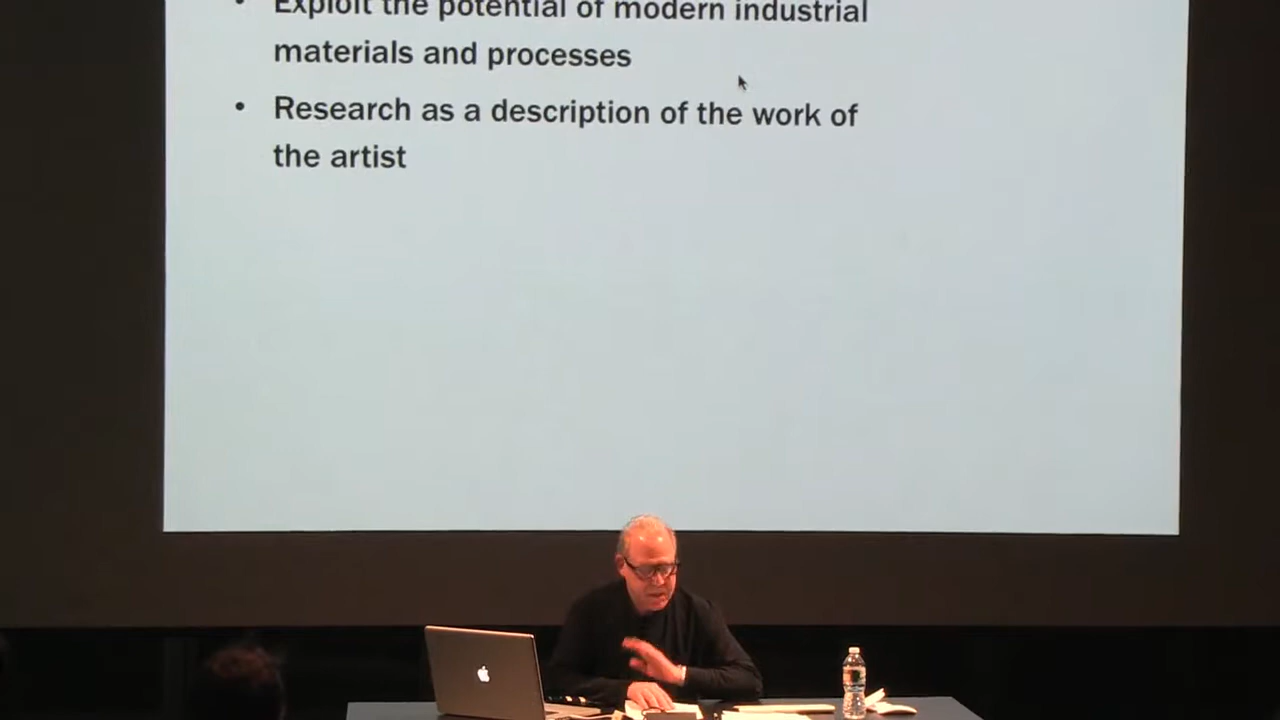 • Exploit the potential of modern industrial
materials and processes
• Research as a description of the work of
the artist